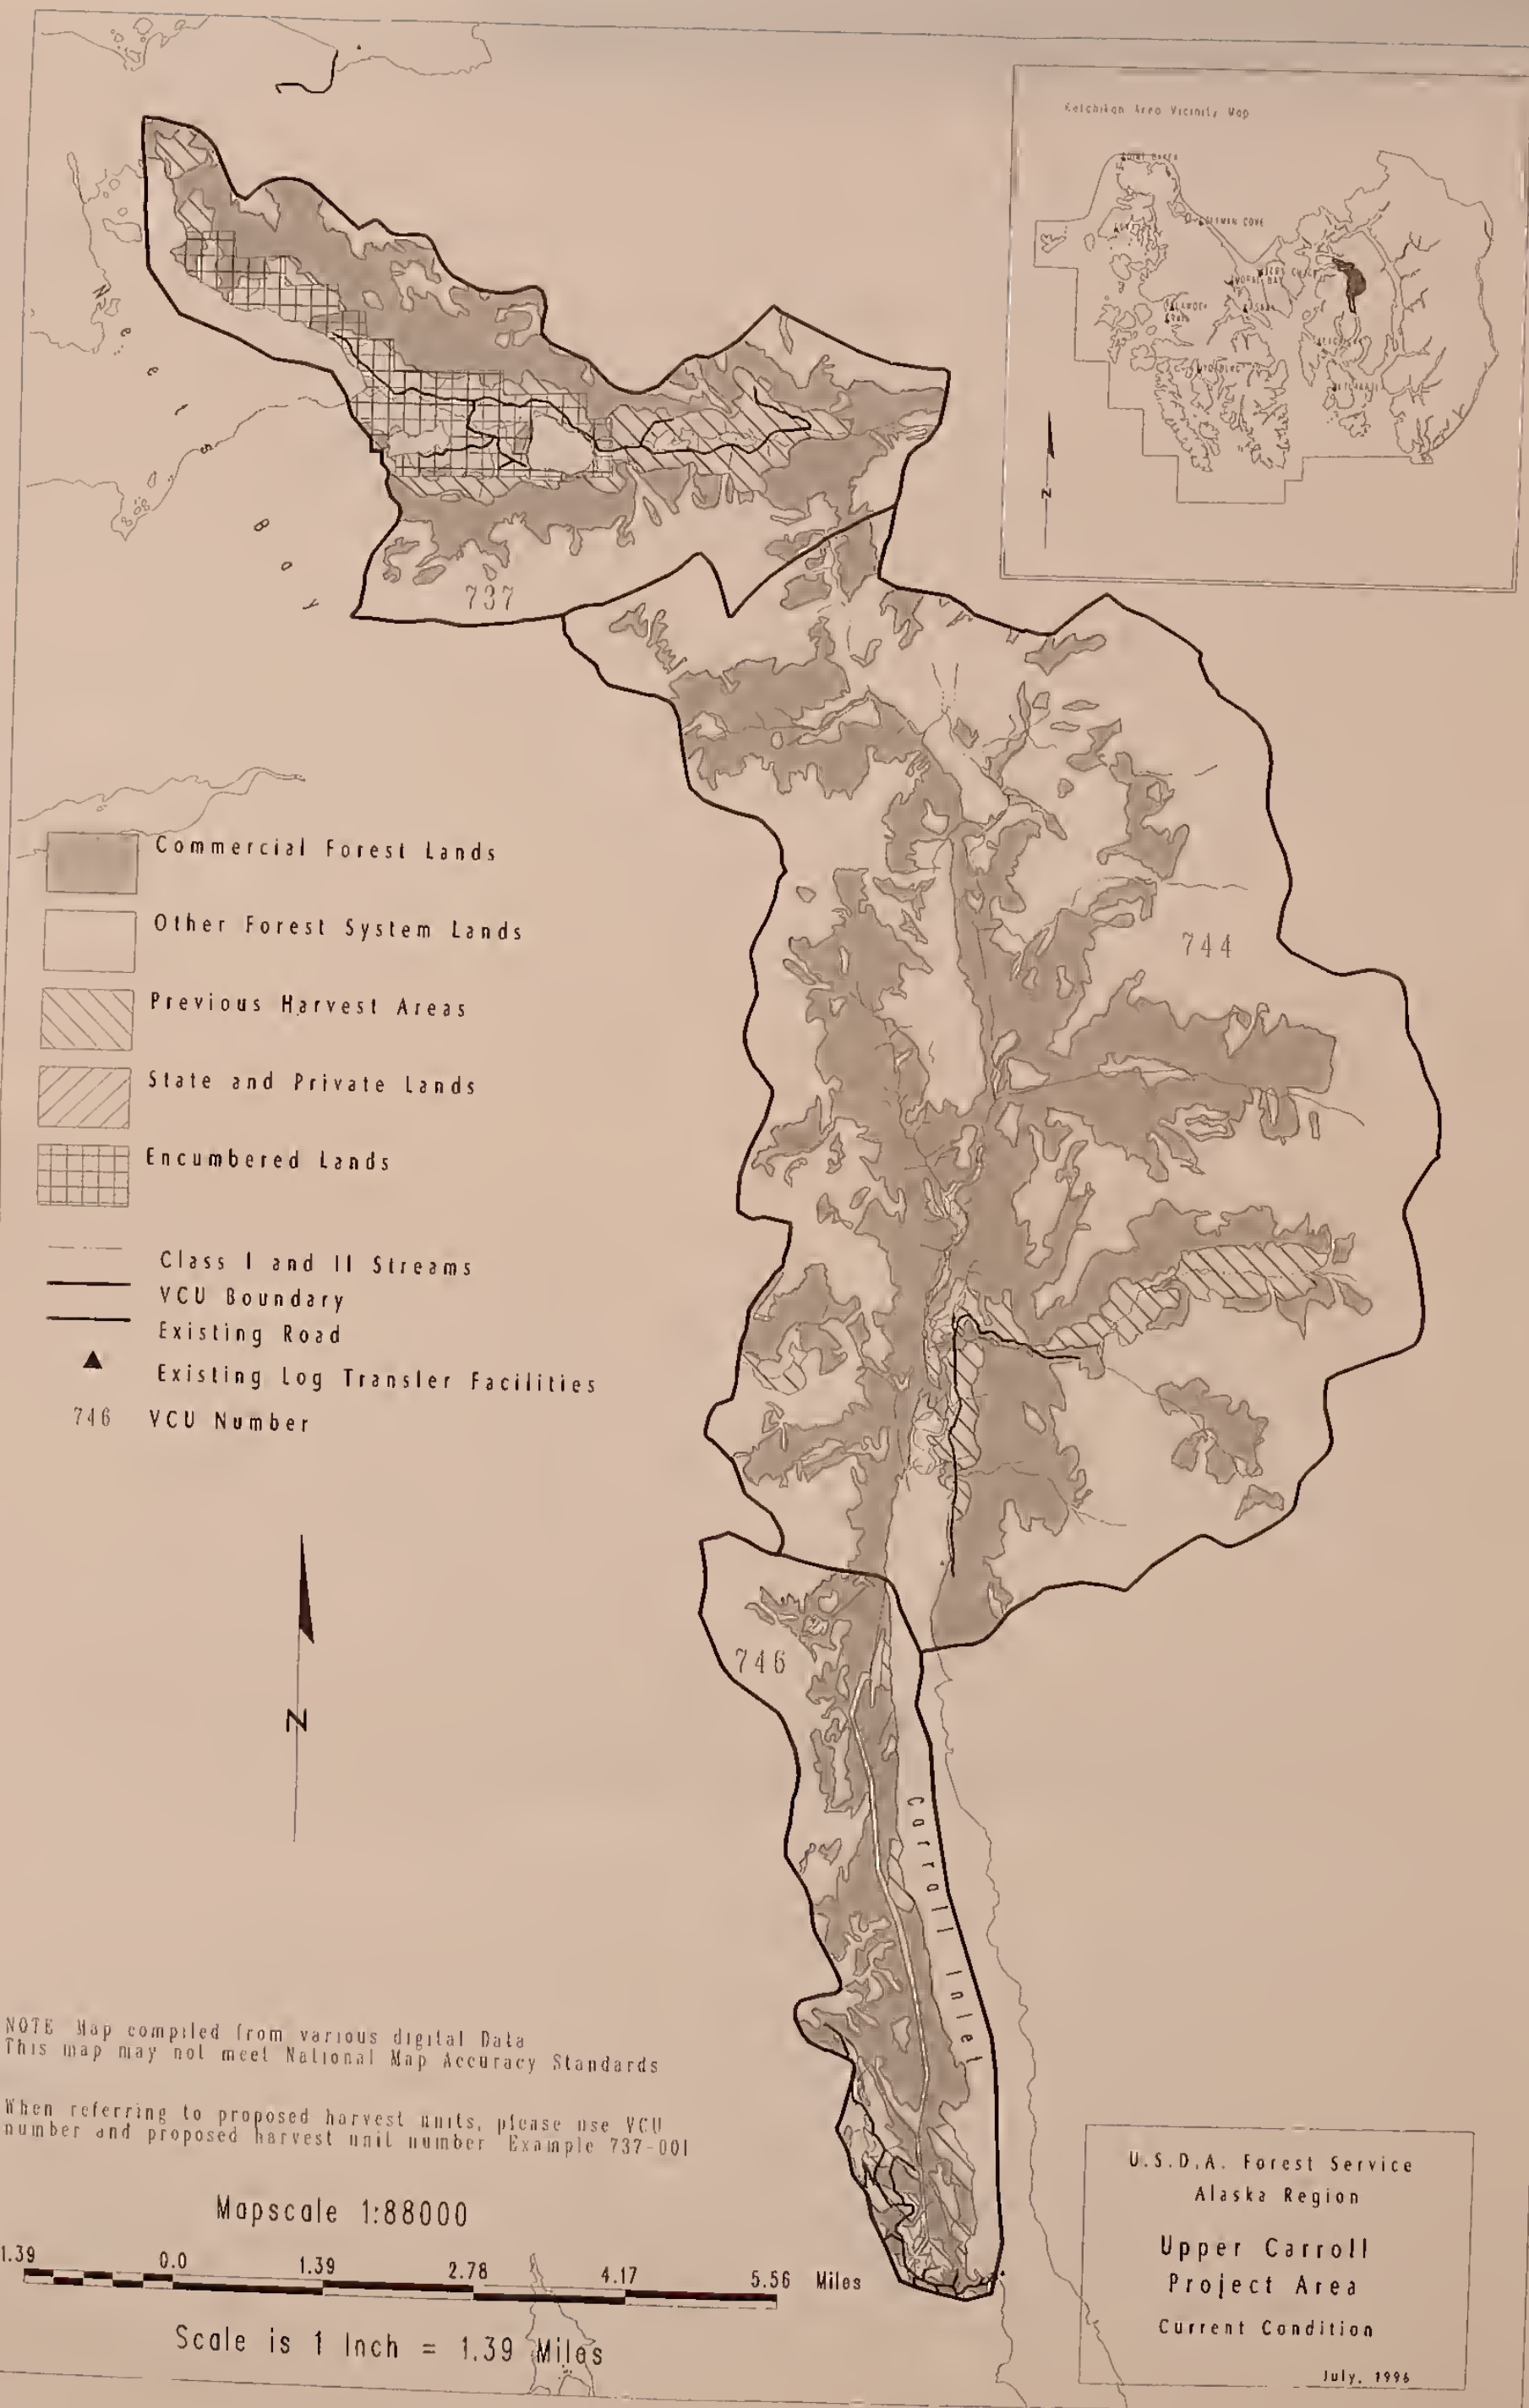 Ketchikan Area Vicinity Map
N
Neets Bay
737
744
746
Commercial Forest Lands
Other Forest System Lands
Previous Harvest Areas
State and Private Lands
Encumbered Lands
Class I and II Streams
VCU Boundary
Existing Road
Existing Log Transfer Facilities
746 VCU Number
N
Carroll Inlet
NOTE Map compiled from various digital Data
This map may not meet National Map Accuracy Standards
When referring to proposed harvest units, please use VCU
number and proposed harvest unit number Example 737-001
Mapscale 1:88000
1.39 0.0 1.39 2.78 4.17 5.56 Miles
Scale is 1 Inch = 1.39 Miles
U.S.D.A. Forest Service
Alaska Region
Upper Carroll
Project Area
Current Condition
July, 1996